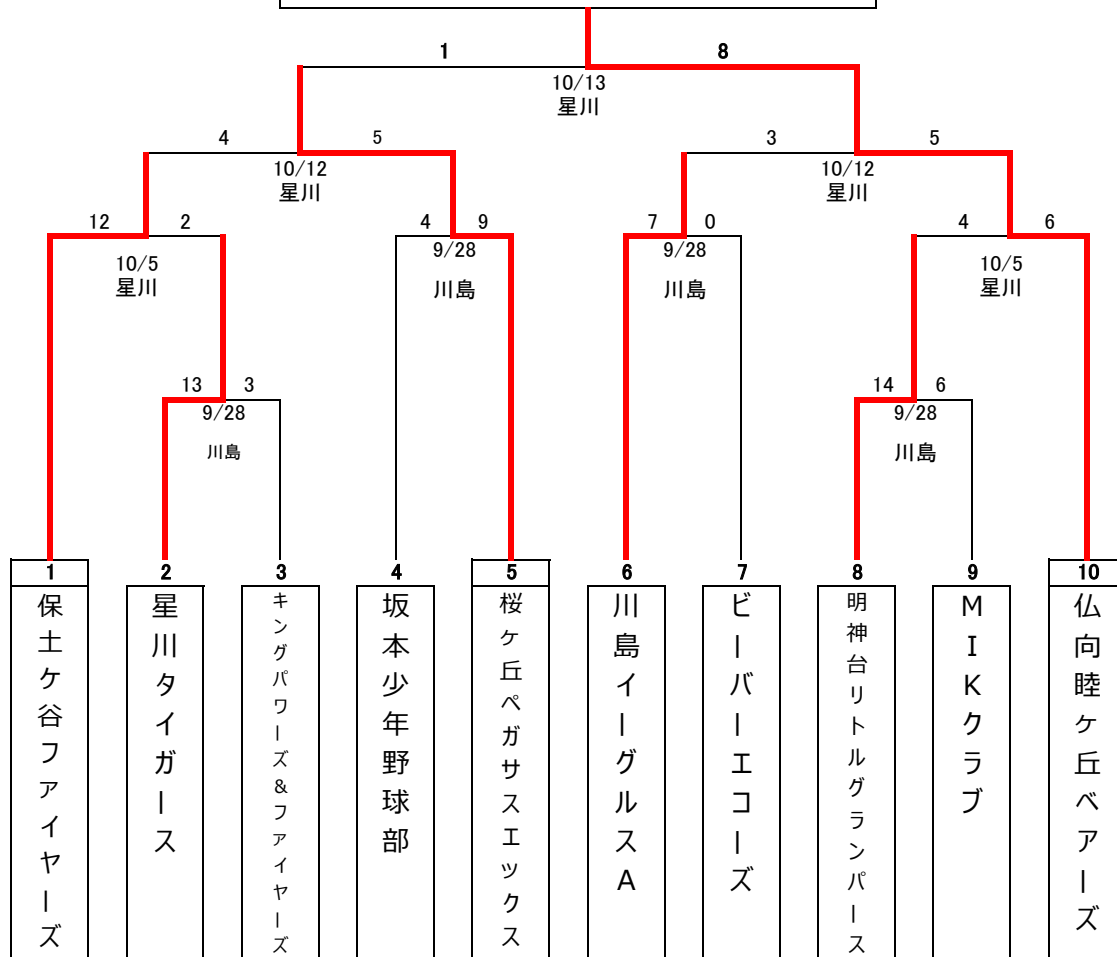 1 8
10/13
星川
4 5 3 5
10/12 10/12
星川 星川
12 2 4 9 7 0 4 6
10/5 9/28 9/28 10/5
星川 川島 川島 星川
13 3 14 6
9/28 9/28
川島 川島
1 2 3 4 5 6 7 8 9 10
保土ケ谷ファイヤーズ
星川タイガース
キングパワーズ&ファイヤーズ
坂本少年野球部
桜ヶ丘ペガサスエックス
川島イーグルスA
ビーバーエコーズ
明神台リトルグランパース
MIKクラブ
仏向睦ケ丘ベアーズ